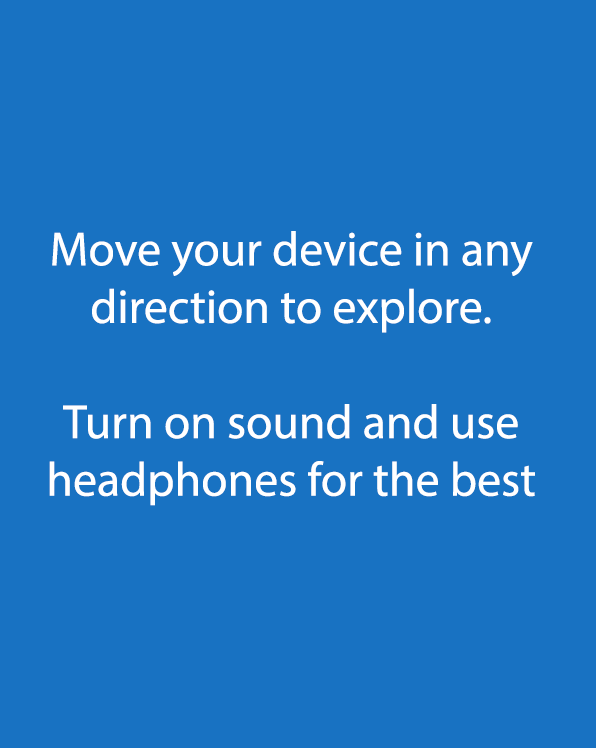 Move your device in any
direction to explore.
Turn on sound and use
headphones for the best